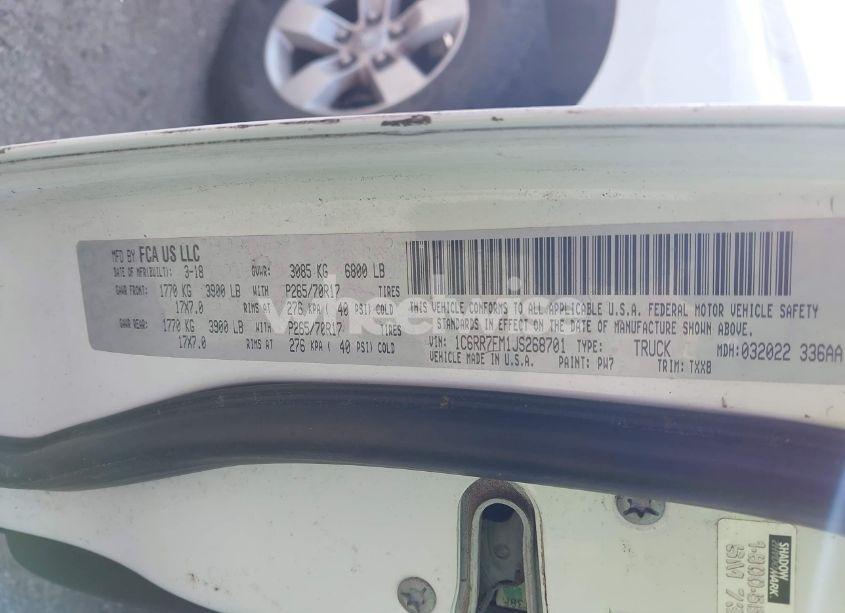 MFD BY FCA US LLC
DATE OF MFR(BUILT): 3-18 GVWR: 3085 KG 6800 LB
GAWR FRONT: 1770 KG 3900 LB WITH P265/70R17 TIRES
17X7.0 RIMS AT 276 KPA ( 40 PSI) COLD
GAWR REAR: 1770 KG 3900 LB WITH P265/70R17 TIRES
17X7.0 RIMS AT 276 KPA ( 40 PSI) COLD
THIS VEHICLE CONFORMS TO ALL APPLICABLE U.S.A. FEDERAL MOTOR VEHICLE SAFETY
STANDARDS IN EFFECT ON THE DATE OF MANUFACTURE SHOWN ABOVE.
VIN: 1C6RR7FM1JS268701 TYPE: TRUCK MDH: 032022 336AA
VEHICLE MADE IN U.S.A. PAINT: PW7 TRIM: TXX8
SHADOW
MARK